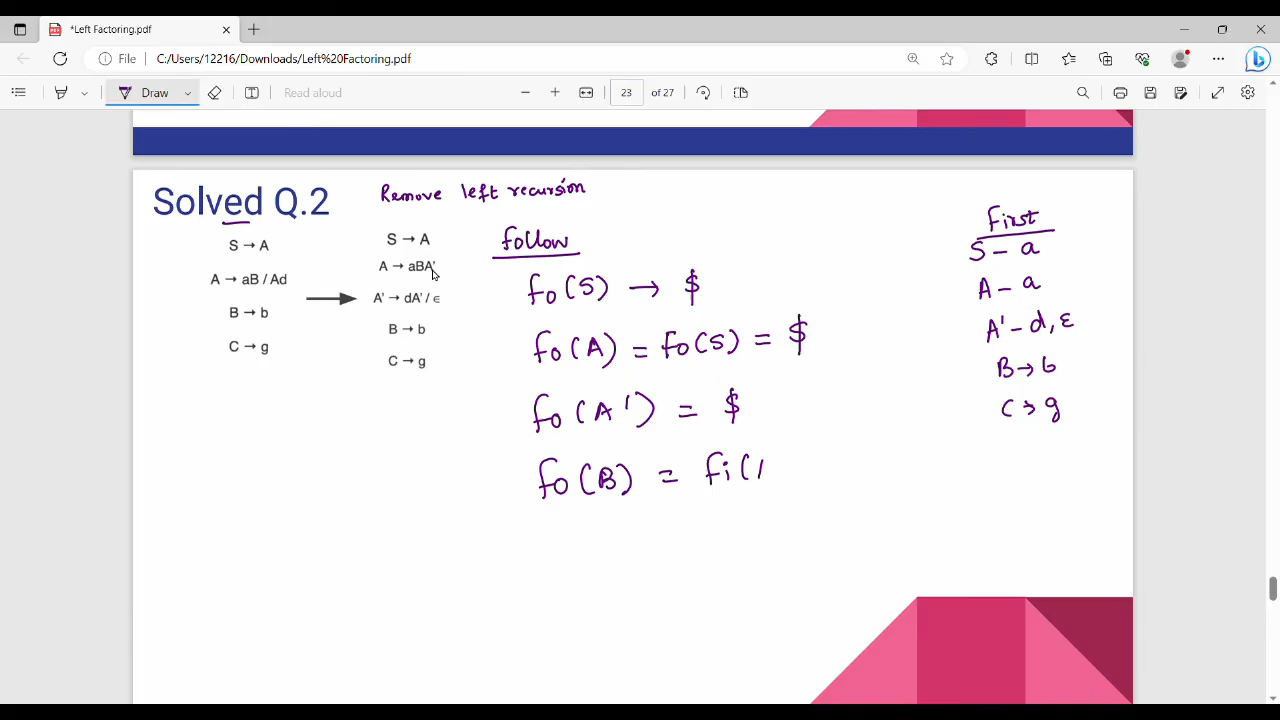 *Left Factoring.pdf
File C:/Users/12216/Downloads/Left%20Factoring.pdf
Draw Read aloud 23 of 27
Solved Q.2
Remove left recursion
S → A
A → aB / Ad
B → b
C → g
S → A
A → aBA'
A' → dA' / ϵ
B → b
C → g
follow
fo(S) → $
fo(A) = fo(S) = $
fo(A') = $
fo(B) = fi(
First
S - a
A - a
A' - d, ε
B → b
C → g